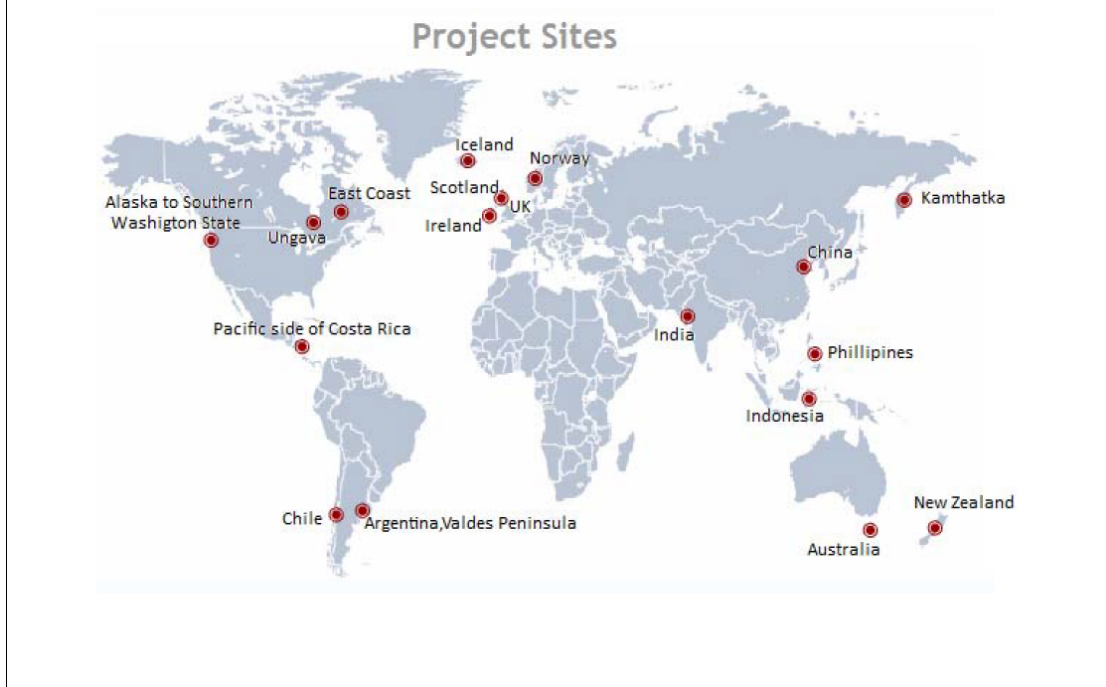 Project Sites
Iceland
Norway
Scotland,
UK
Ireland
East Coast
Alaska to Southern
Washigton State
Ungava
Kamthatka
China
India
Pacific side of Costa Rica
Phillipines
Indonesia
New Zealand
Chile
Argentina,Valdes Peninsula
Australia